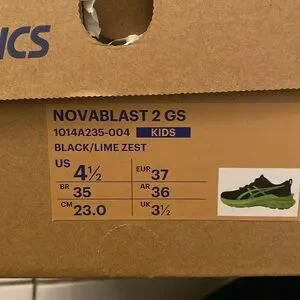 ICS
NOVABLAST 2 GS
1014A235-004 KIDS
BLACK/LIME ZEST
US 4½ EUR 37
BR 35 AR 36
CM 23.0 UK 3½